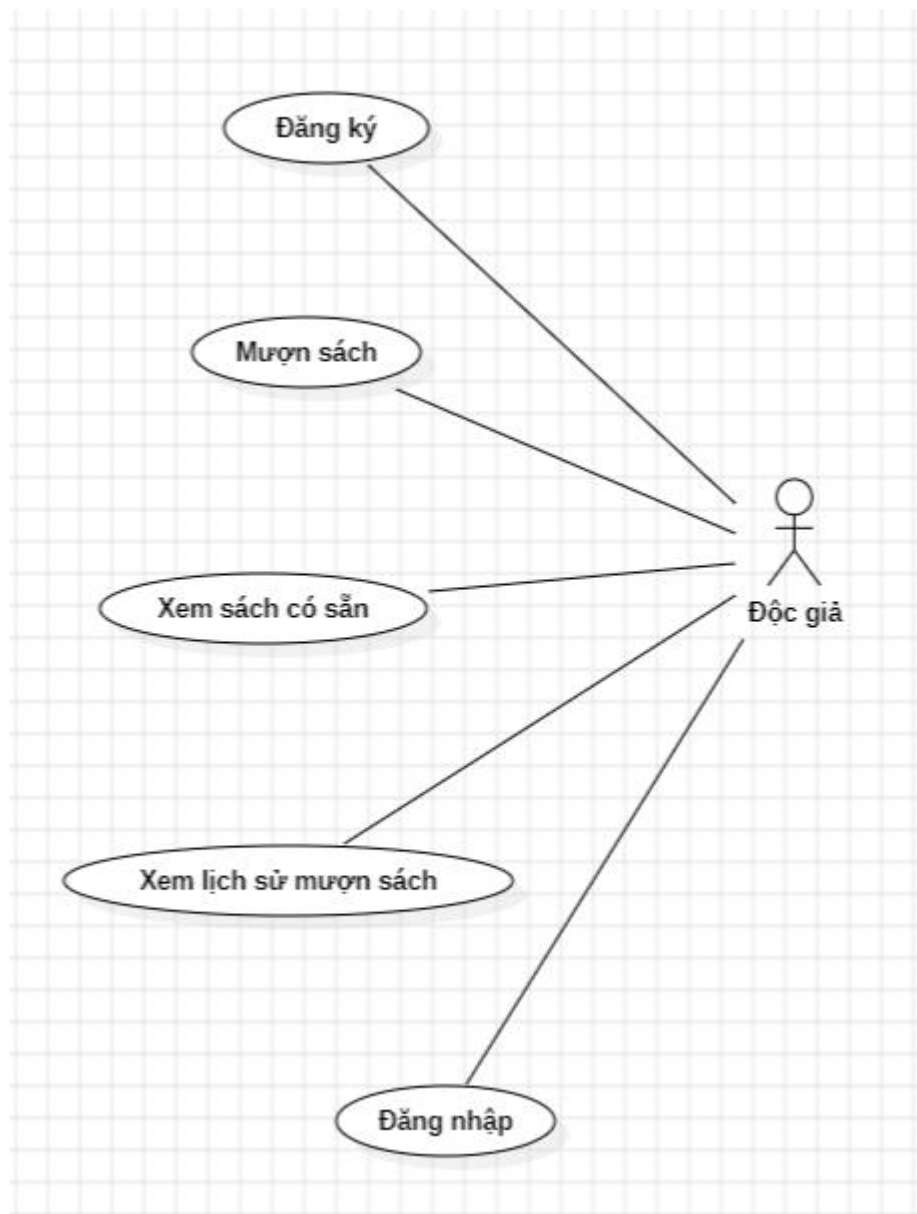 Đăng ký
Mượn sách
Xem sách có sẵn
Độc giả
Xem lịch sử mượn sách
Đăng nhập